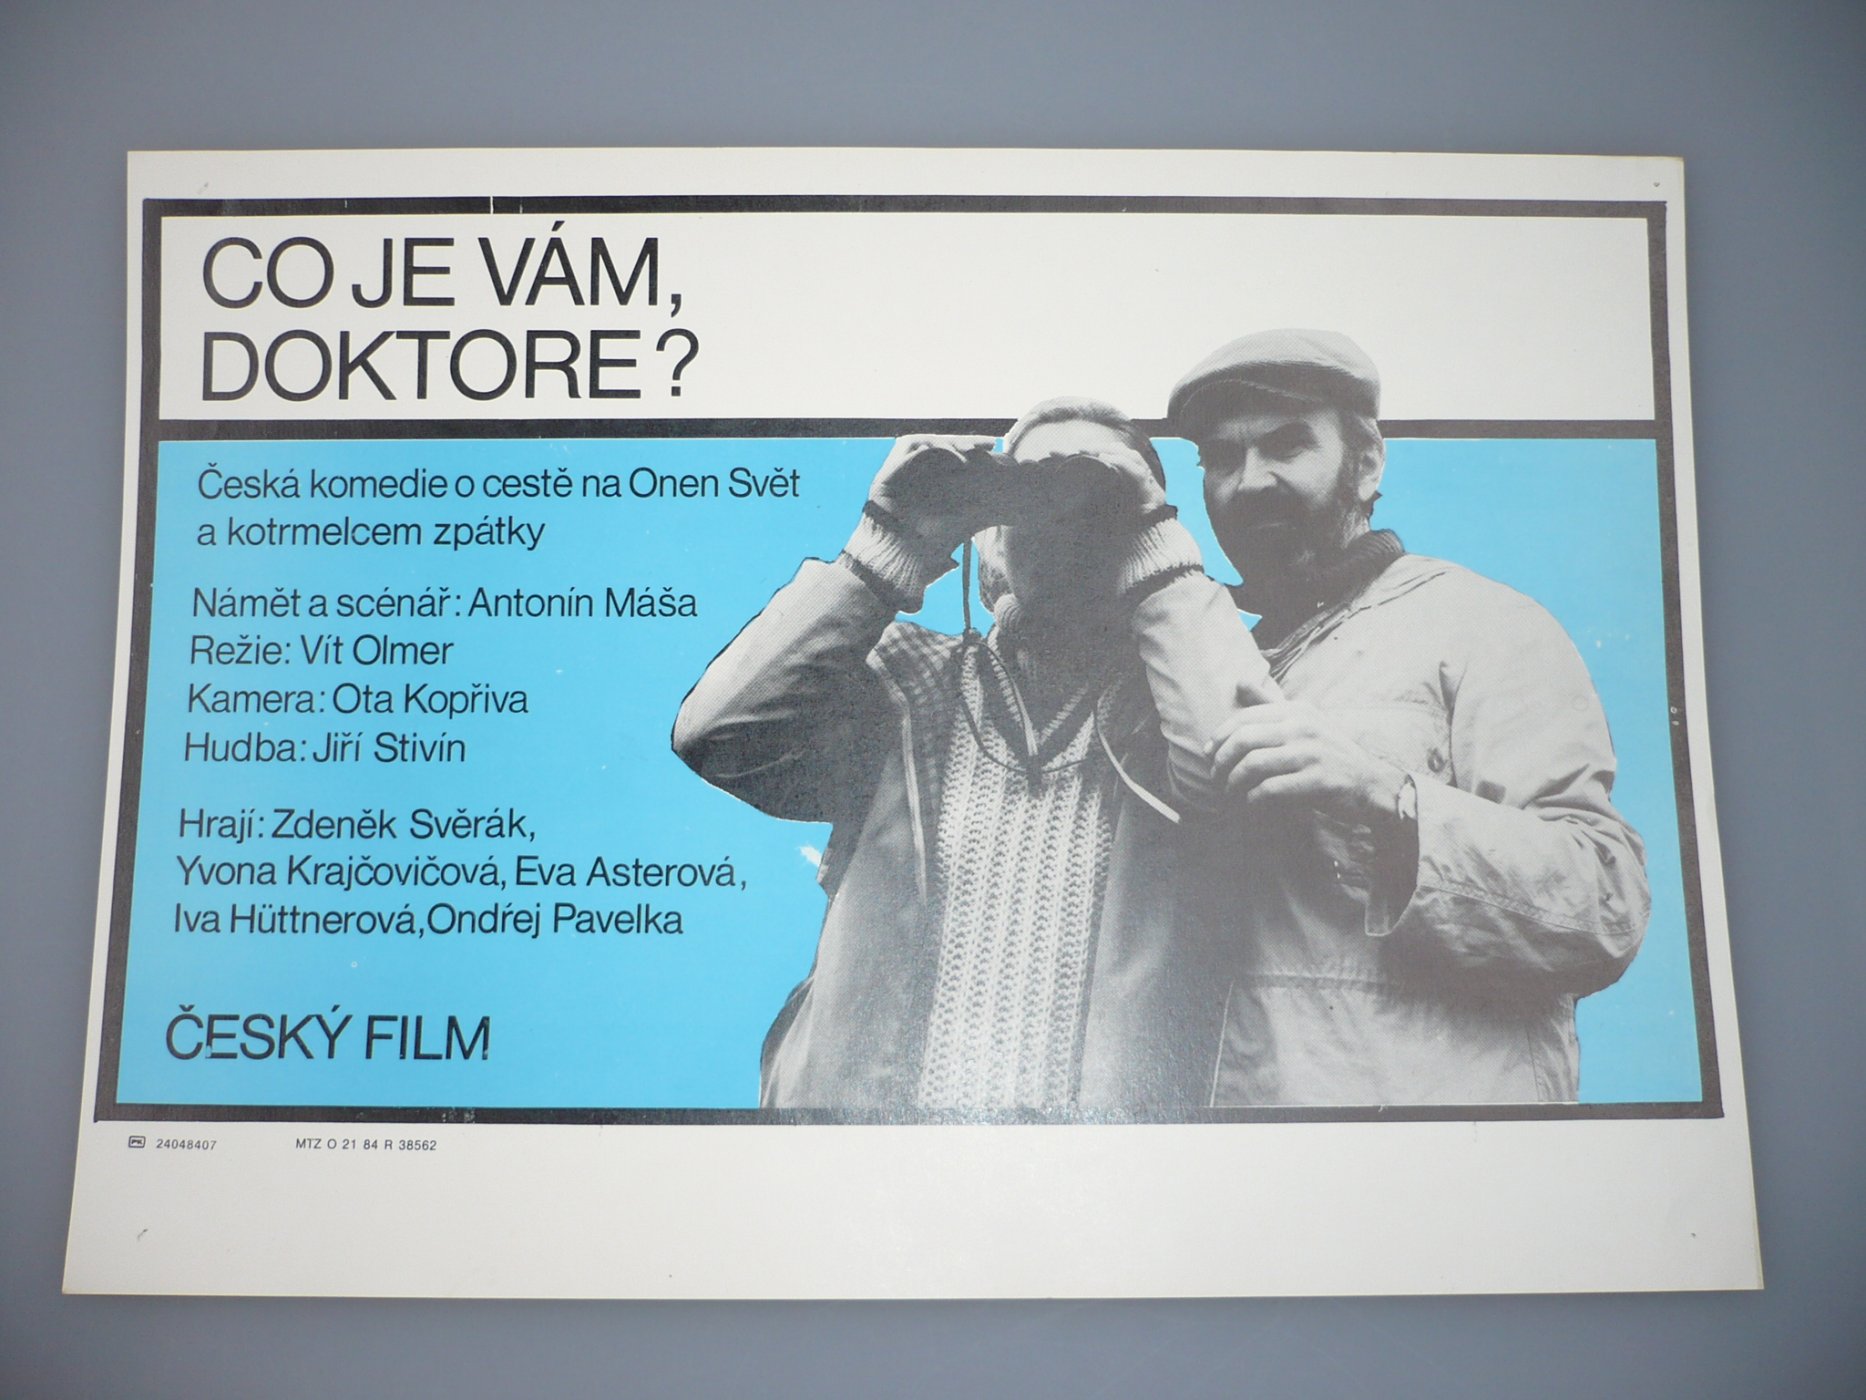 CO JE VÁM,
DOKTORE?
Česká komedie o cestě na Onen Svět
a kotrmelcem zpátky
Námět a scénář: Antonín Máša
Režie: Vít Olmer
Kamera: Ota Kopřiva
Hudba: Jiří Stivín
Hrají: Zdeněk Svěrák,
Yvona Krajčovičová, Eva Asterová,
Iva Hüttnerová, Ondŕej Pavelka
ČESKÝ FILM
PK 24048407 MTZ O 21 84 R 38562